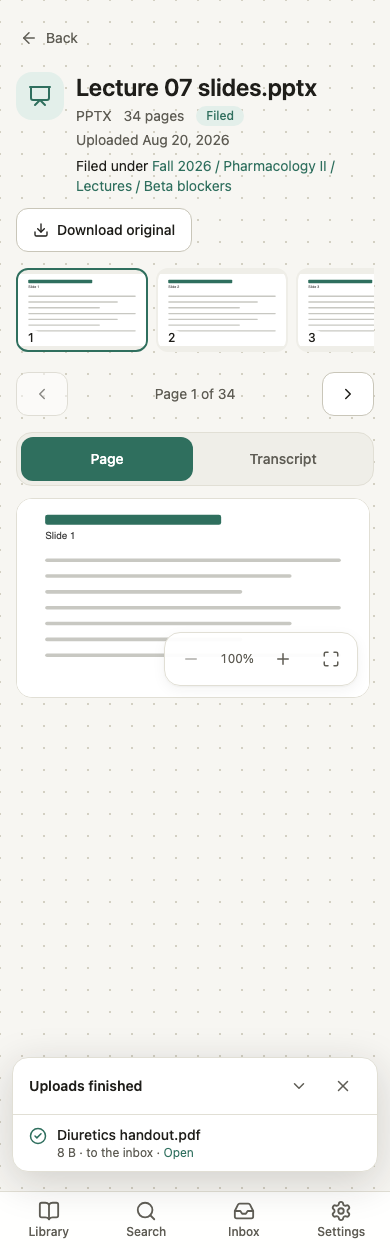 Back
Lecture 07 slides.pptx
PPTX 34 pages Filed
Uploaded Aug 20, 2026
Filed under Fall 2026 / Pharmacology II /
Lectures / Beta blockers
Download original
Slide 1
1
2
3
Page 1 of 34
Page Transcript
Slide 1
100%
Uploads finished
Diuretics handout.pdf
8 B · to the inbox · Open
Library Search Inbox Settings